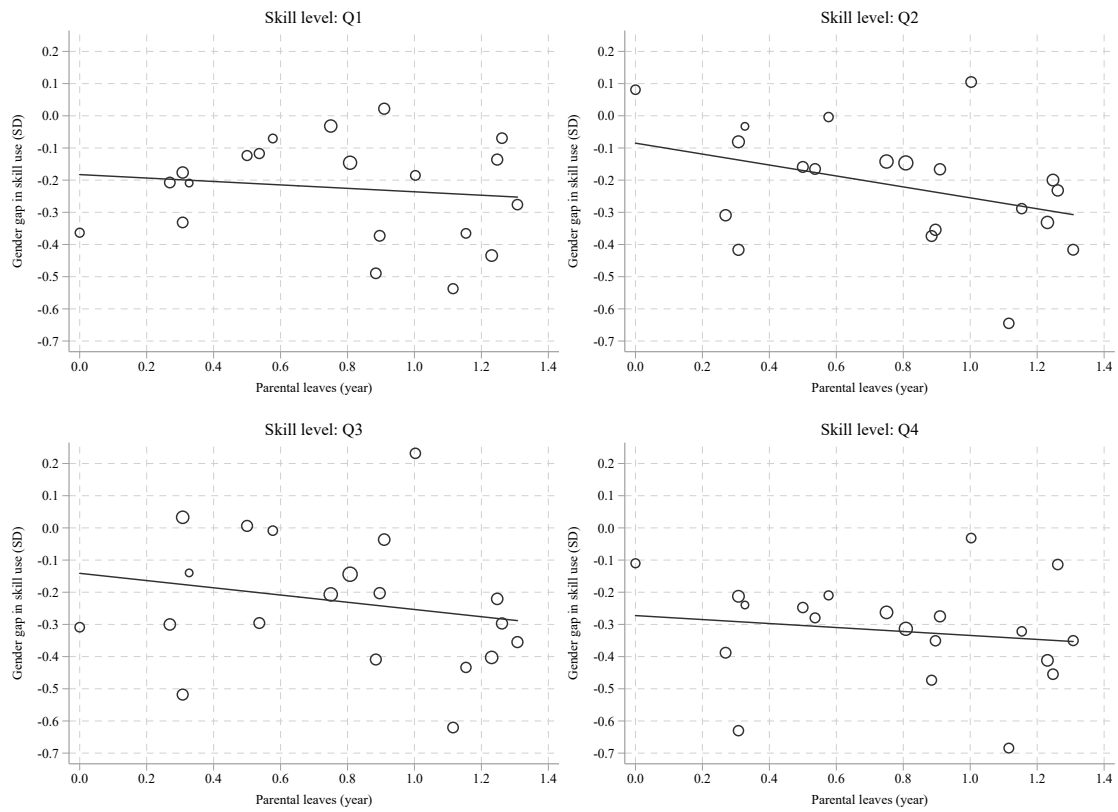 Skill level: Q1
Gender gap in skill use (SD)
0.2
0.1
0.0
-0.1
-0.2
-0.3
-0.4
-0.5
-0.6
-0.7
0.0 0.2 0.4 0.6 0.8 1.0 1.2 1.4
Parental leaves (year)
Skill level: Q2
Gender gap in skill use (SD)
0.2
0.1
0.0
-0.1
-0.2
-0.3
-0.4
-0.5
-0.6
-0.7
0.0 0.2 0.4 0.6 0.8 1.0 1.2 1.4
Parental leaves (year)
Skill level: Q3
Gender gap in skill use (SD)
0.2
0.1
0.0
-0.1
-0.2
-0.3
-0.4
-0.5
-0.6
-0.7
0.0 0.2 0.4 0.6 0.8 1.0 1.2 1.4
Parental leaves (year)
Skill level: Q4
Gender gap in skill use (SD)
0.2
0.1
0.0
-0.1
-0.2
-0.3
-0.4
-0.5
-0.6
-0.7
0.0 0.2 0.4 0.6 0.8 1.0 1.2 1.4
Parental leaves (year)